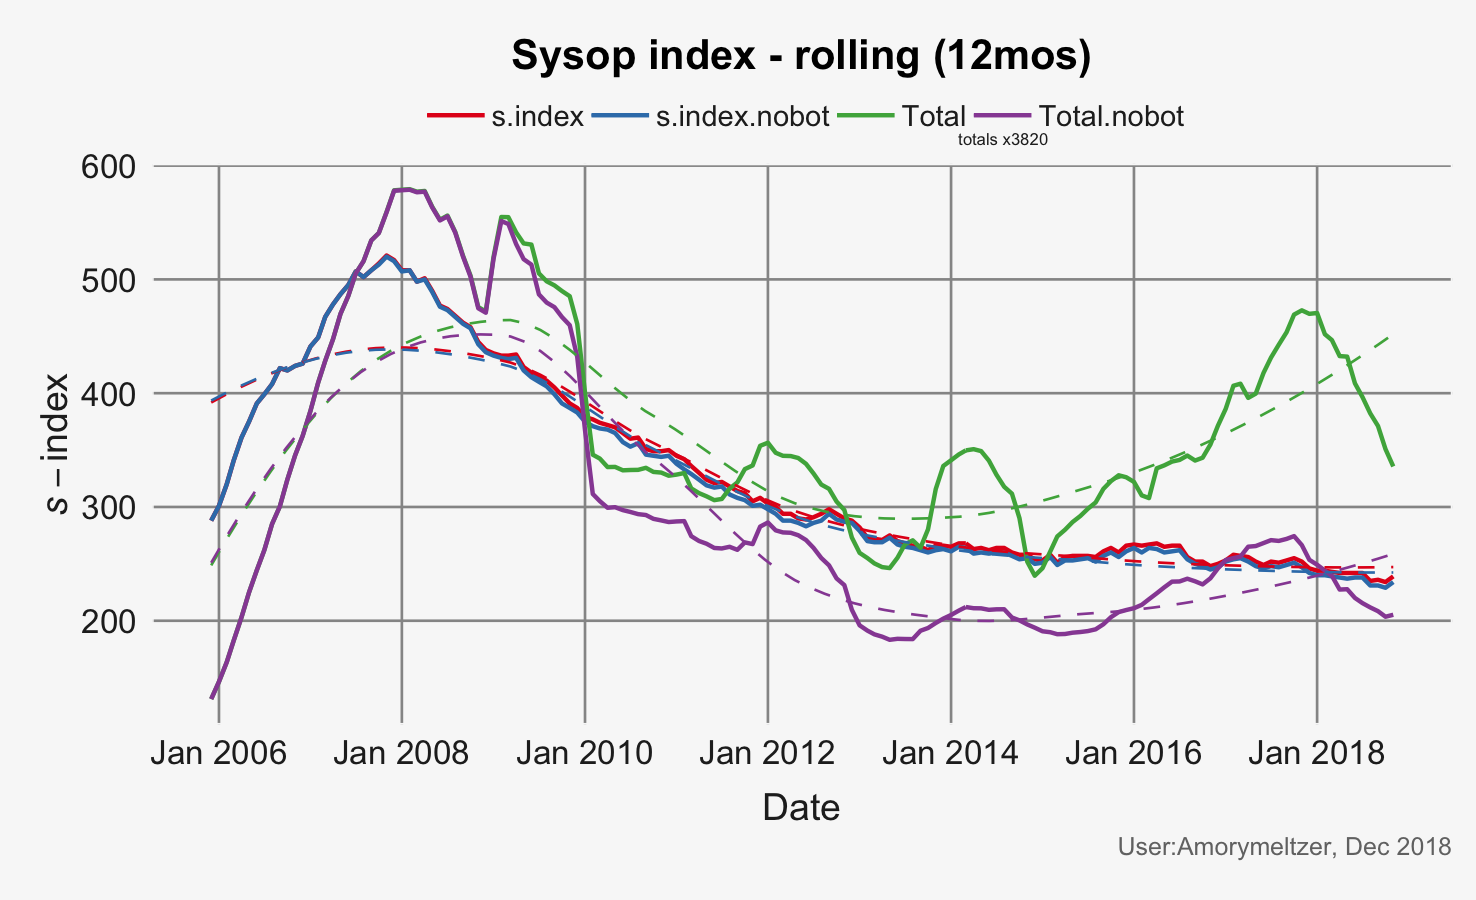 Sysop index - rolling (12mos)
s.index s.index.nobot Total Total.nobot
totals x3820
600
500
400
300
200
s – index
Jan 2006 Jan 2008 Jan 2010 Jan 2012 Jan 2014 Jan 2016 Jan 2018
Date
User:Amorymeltzer, Dec 2018